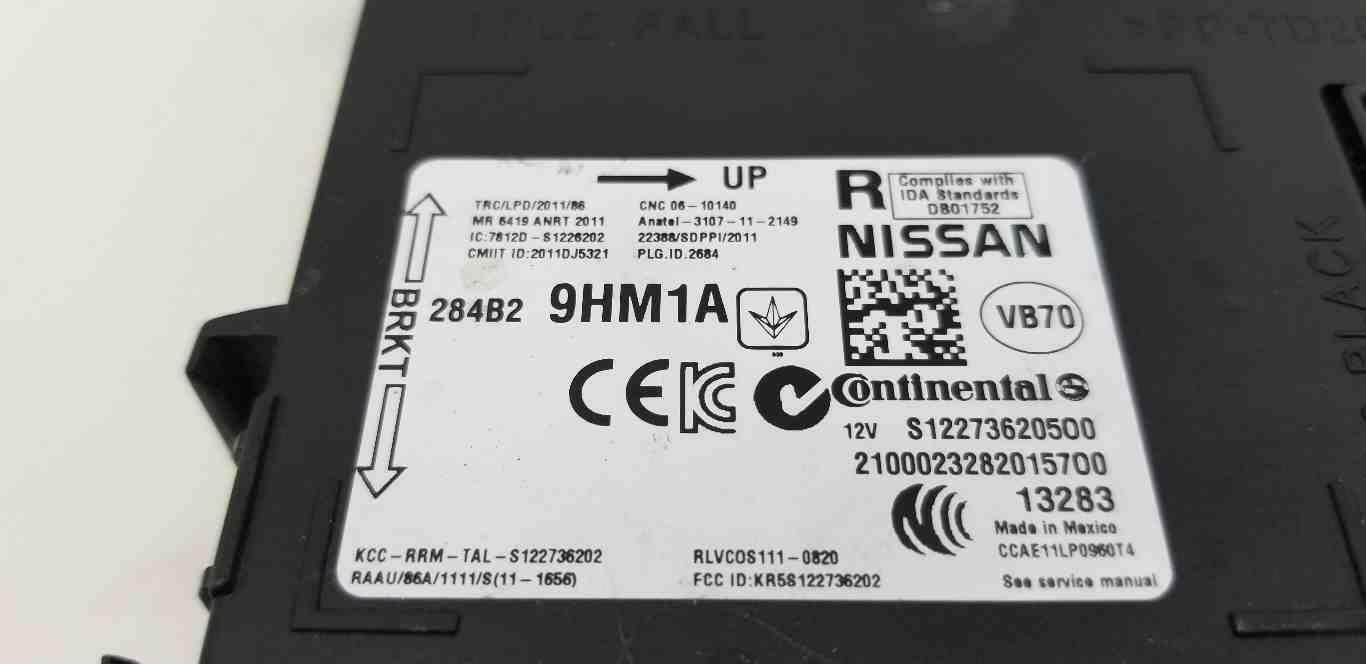 UP
R
Complies with
IDA Standards
DB01752
TRC/LPD/2011/86
MR 6419 ANRT 2011
IC:7812D-S1226202
CMIIT ID:2011DJ5321
CNC 06-10140
Anatel-3107-11-2149
22388/SDPPI/2011
PLG.ID.2684
NISSAN
BRKT
284B2 9HM1A
VB70
CE KC
Continental
12V S12273620500
2100023282015700
13283
Made in Mexico
CCAE11LP0960T4
KCC-RRM-TAL-S122736202
RAAU/86A/1111/S(11-1656)
RLVCOS111-0820
FCC ID:KR5S122736202
See service manual
BLACK